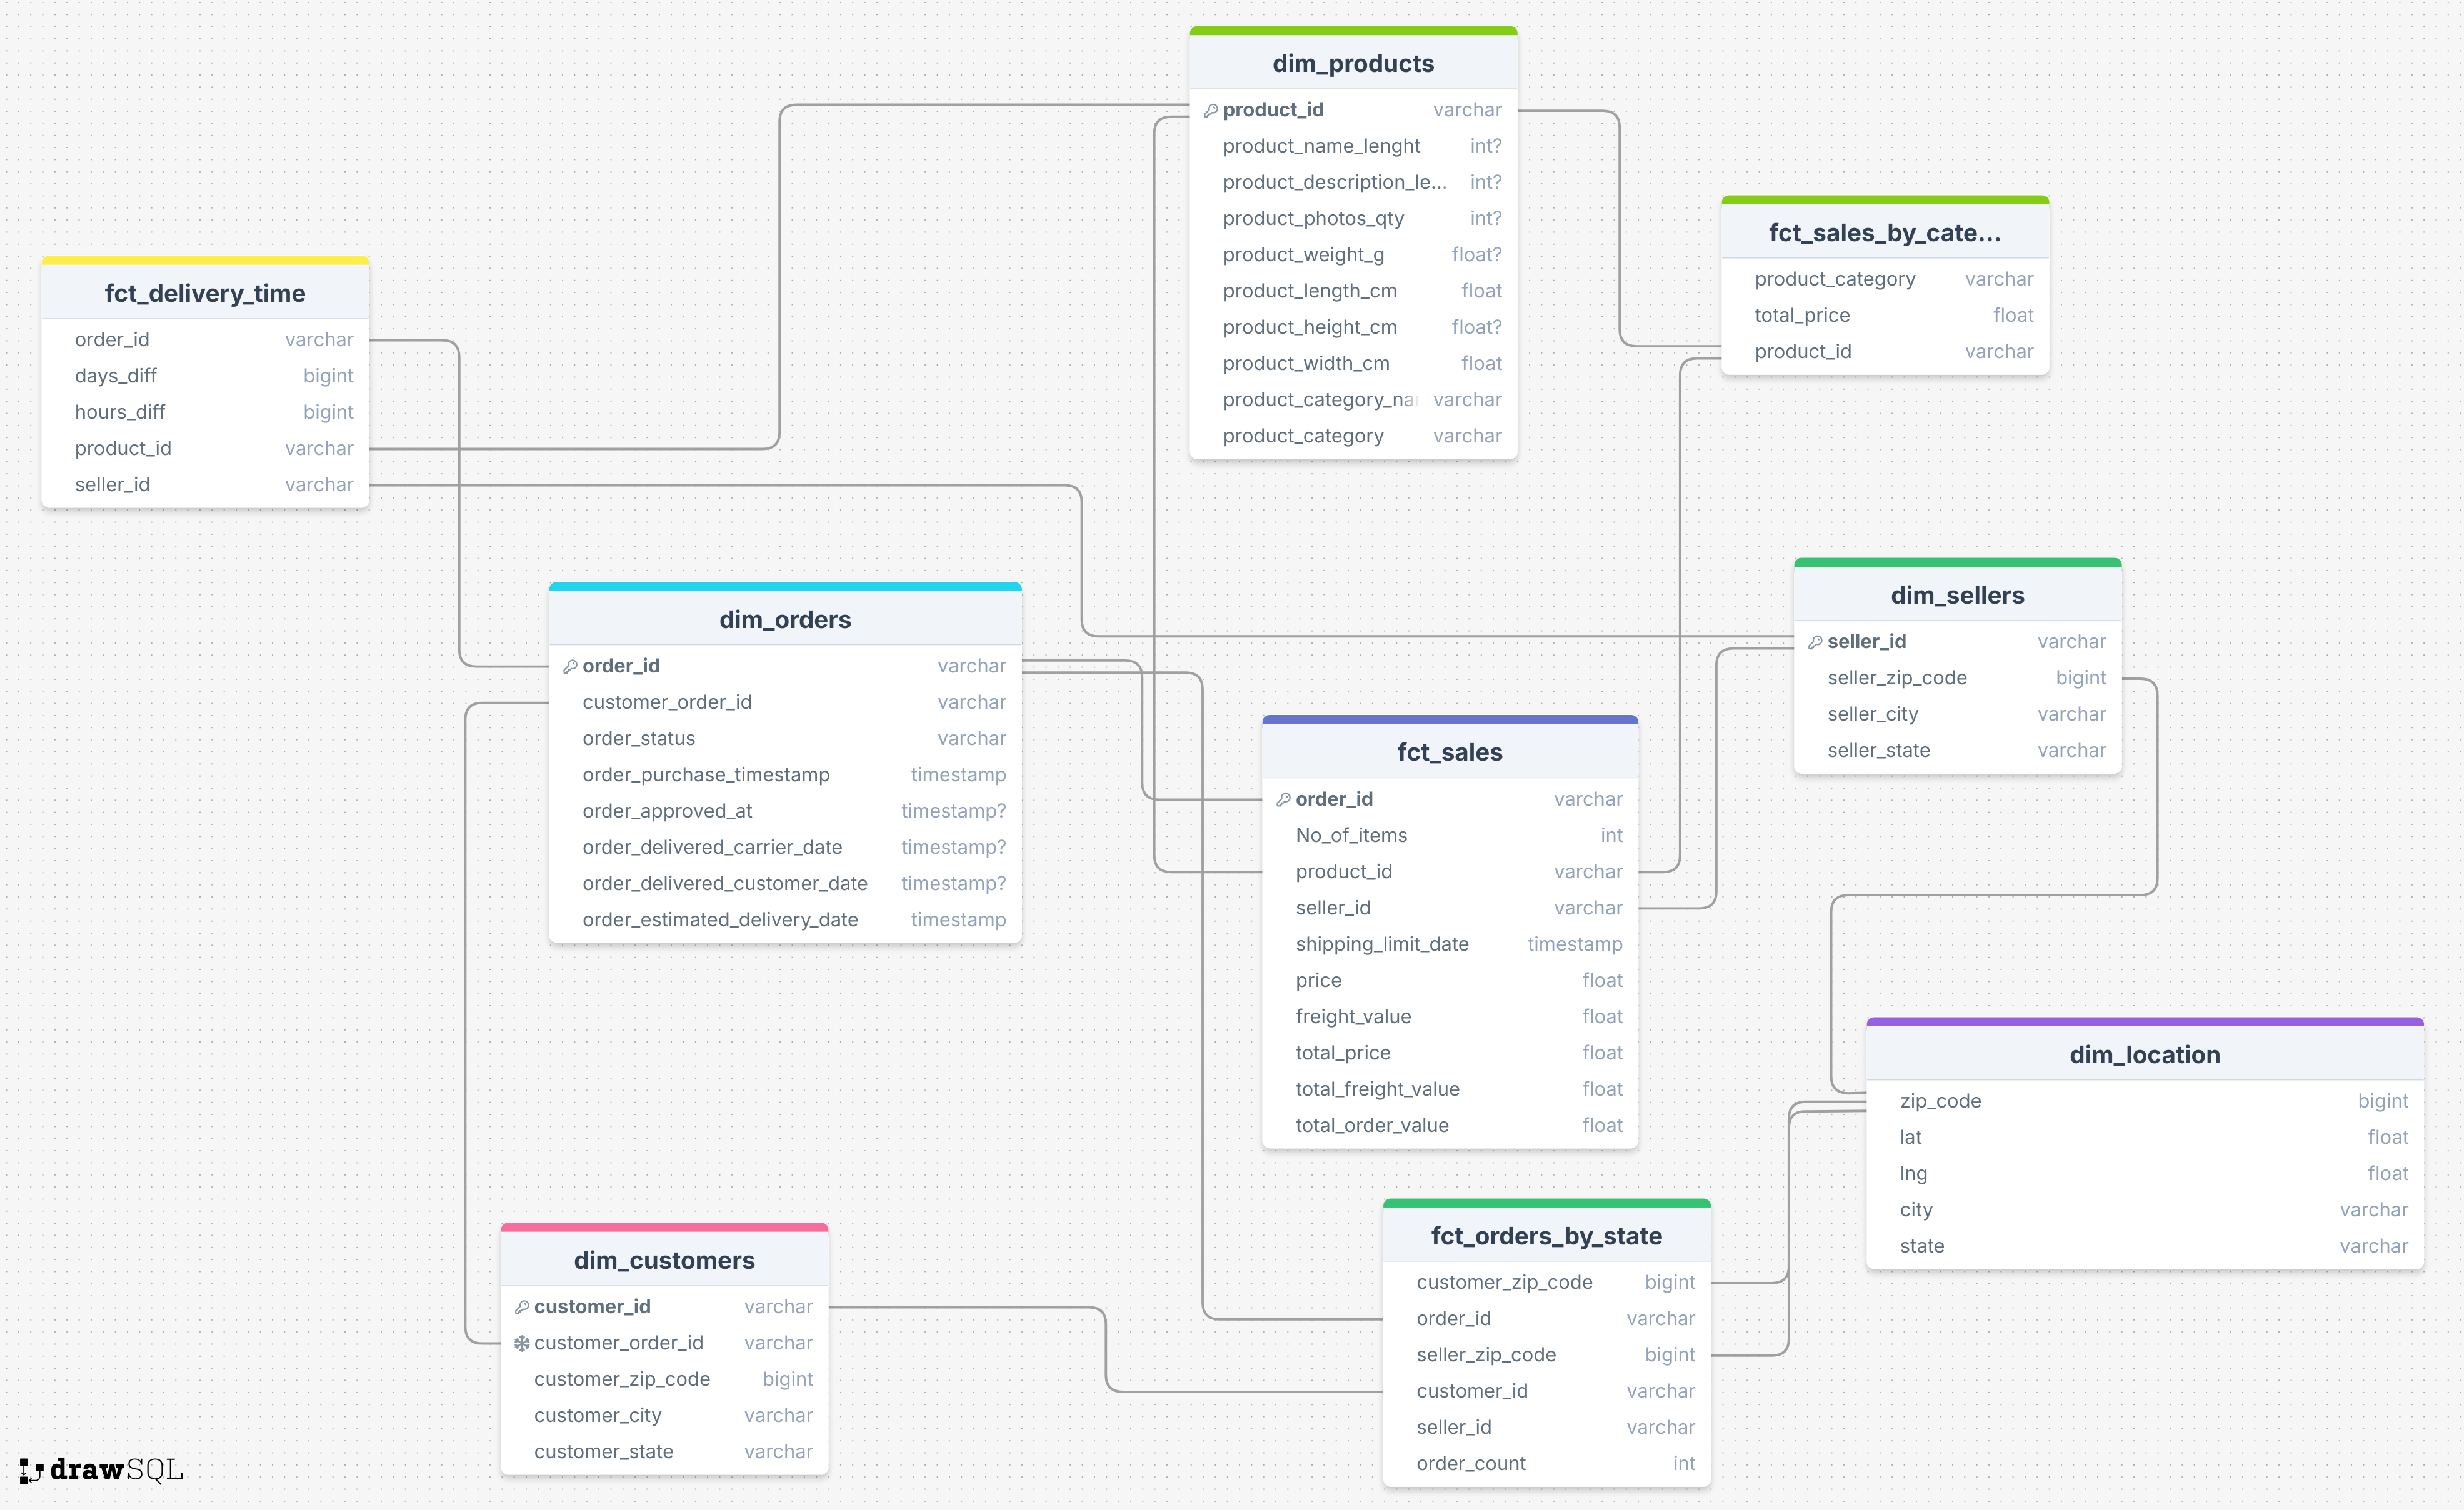 dim_products
product_id varchar
product_name_lenght int?
product_description_le... int?
product_photos_qty int?
product_weight_g float?
product_length_cm float
product_height_cm float?
product_width_cm float
product_category_na varchar
product_category varchar
fct_sales_by_cate...
product_category varchar
total_price float
product_id varchar
fct_delivery_time
order_id varchar
days_diff bigint
hours_diff bigint
product_id varchar
seller_id varchar
dim_orders
order_id varchar
customer_order_id varchar
order_status varchar
order_purchase_timestamp timestamp
order_approved_at timestamp?
order_delivered_carrier_date timestamp?
order_delivered_customer_date timestamp?
order_estimated_delivery_date timestamp
dim_sellers
seller_id varchar
seller_zip_code bigint
seller_city varchar
seller_state varchar
fct_sales
order_id varchar
No_of_items int
product_id varchar
seller_id varchar
shipping_limit_date timestamp
price float
freight_value float
total_price float
total_freight_value float
total_order_value float
dim_location
zip_code bigint
lat float
lng float
city varchar
state varchar
dim_customers
customer_id varchar
customer_order_id varchar
customer_zip_code bigint
customer_city varchar
customer_state varchar
fct_orders_by_state
customer_zip_code bigint
order_id varchar
seller_zip_code bigint
customer_id varchar
seller_id varchar
order_count int
drawSQL